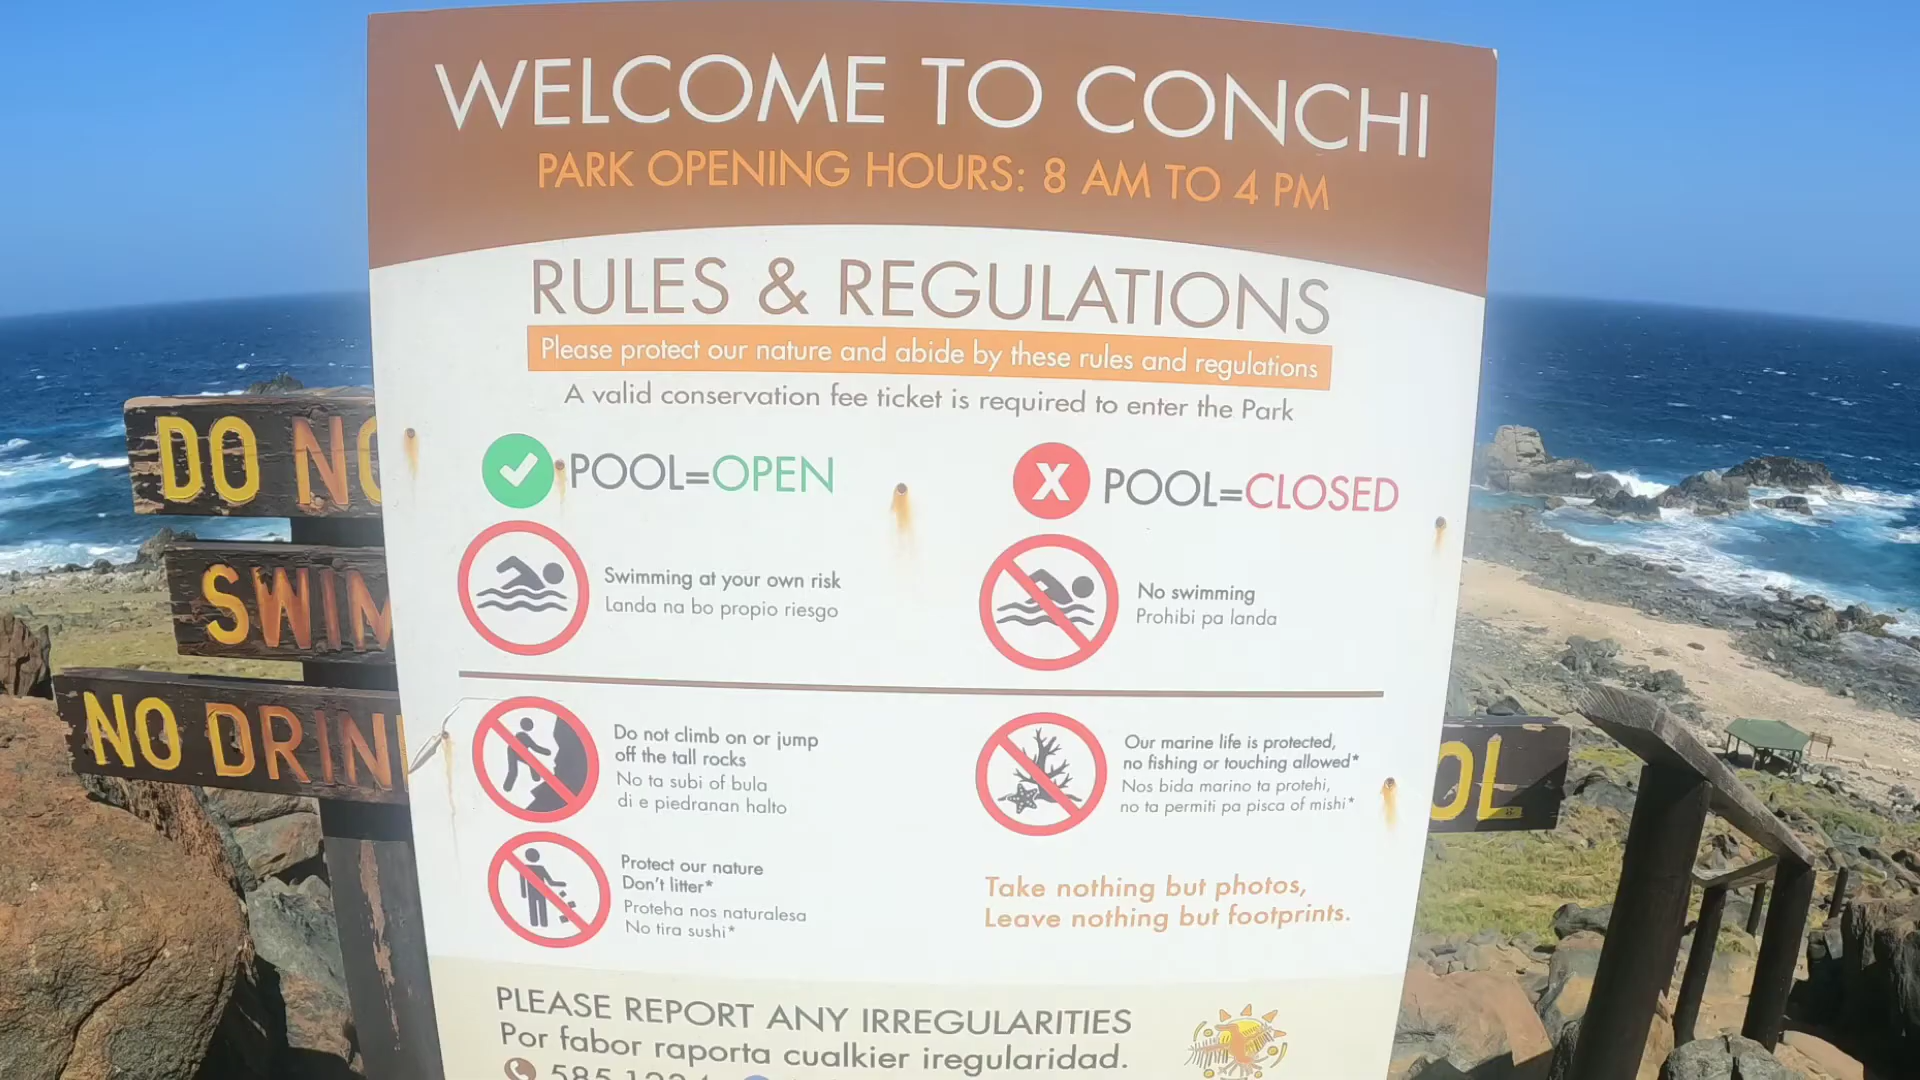 WELCOME TO CONCHI
PARK OPENING HOURS: 8 AM TO 4 PM
RULES & REGULATIONS
Please protect our nature and abide by these rules and regulations
A valid conservation fee ticket is required to enter the Park
POOL=OPEN
Swimming at your own risk
Landa na bo propio riesgo
X POOL=CLOSED
No swimming
Prohibi pa landa
Do not climb on or jump
off the tall rocks
No ta subi of bula
di e piedranan halto
Our marine life is protected,
no fishing or touching allowed*
Nos bida marino ta protehi,
no ta permiti pa pisca of mishi*
Protect our nature
Don't litter*
Proteha nos naturalesa
No tira sushi*
Take nothing but photos,
Leave nothing but footprints.
PLEASE REPORT ANY IRREGULARITIES
Por fabor raporta cualkier iregularidad.
DO NO
SWIM
NO DRIN
OL